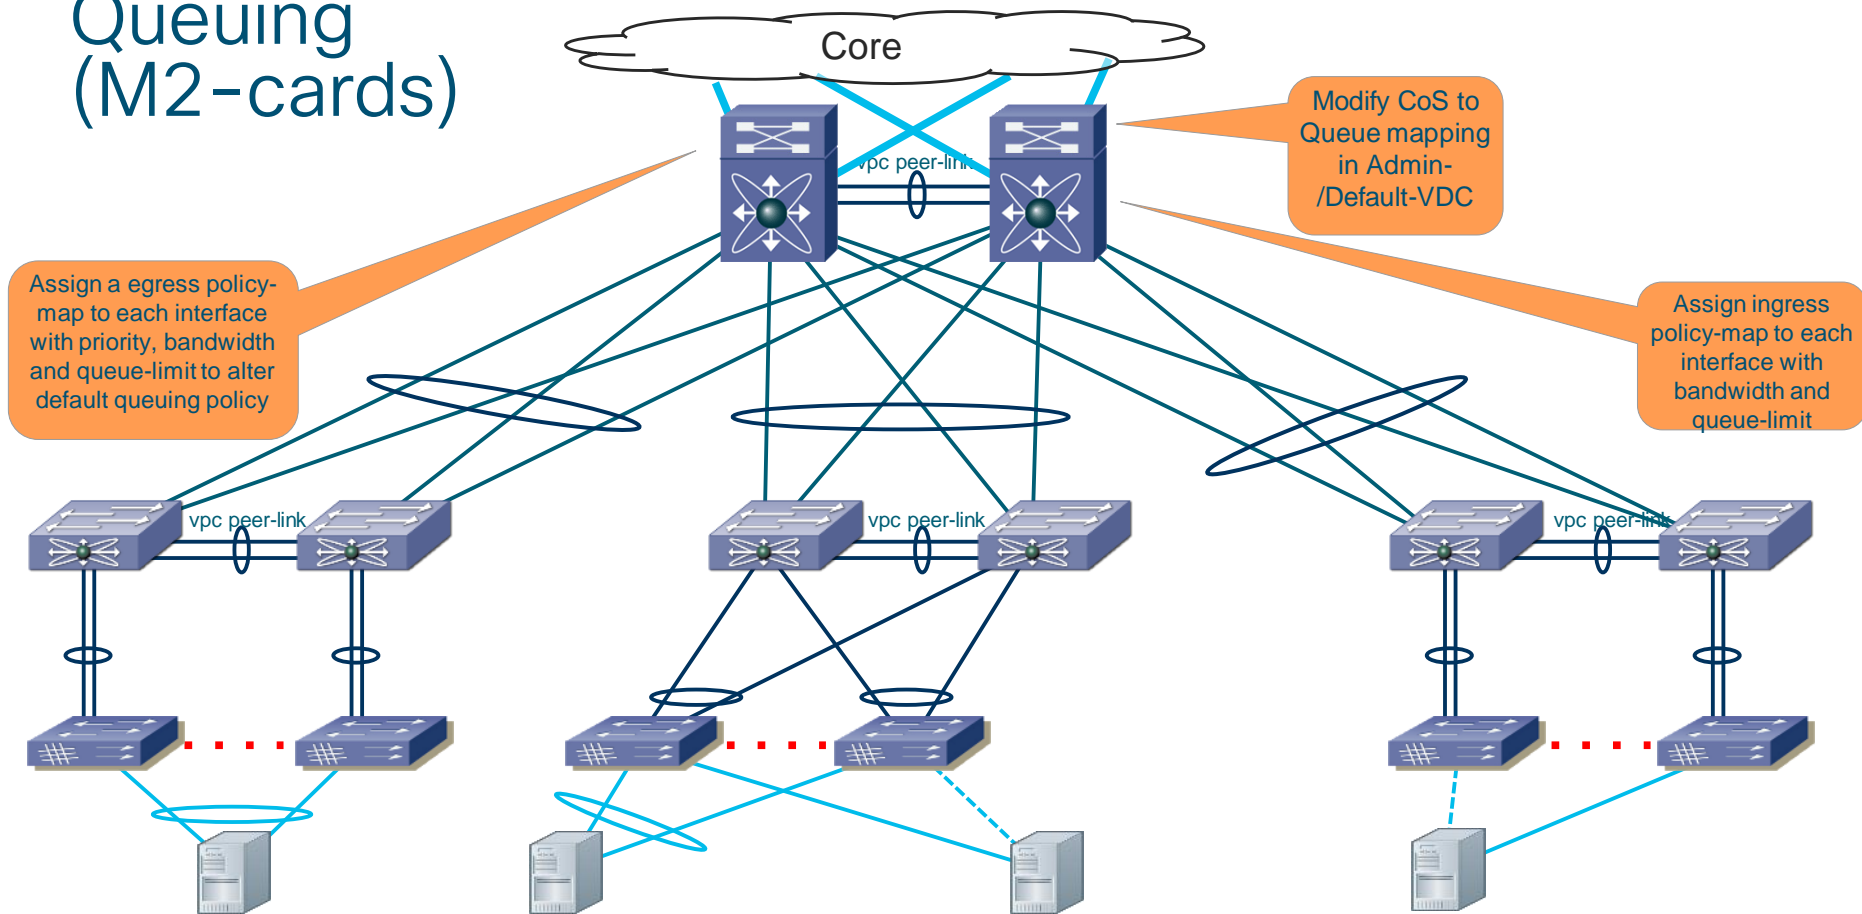 Queuing
(M2-cards)
Core
Modify CoS to
Queue mapping
in Admin-
/Default-VDC
vpc peer-link
Assign a egress policy-
map to each interface
with priority, bandwidth
and queue-limit to alter
default queuing policy
Assign ingress
policy-map to each
interface with
bandwidth and
queue-limit
vpc peer-link
vpc peer-link
vpc peer-link